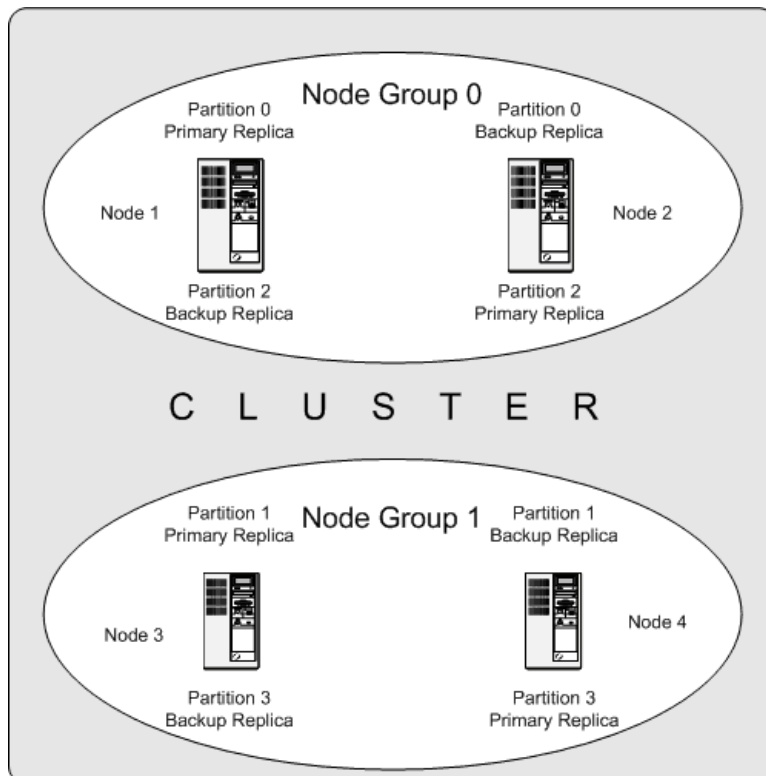 Node Group 0
Partition 0
Primary Replica
Partition 0
Backup Replica
Node 1
Node 2
Partition 2
Backup Replica
Partition 2
Primary Replica
C L U S T E R
Node Group 1
Partition 1
Primary Replica
Partition 1
Backup Replica
Node 3
Node 4
Partition 3
Backup Replica
Partition 3
Primary Replica